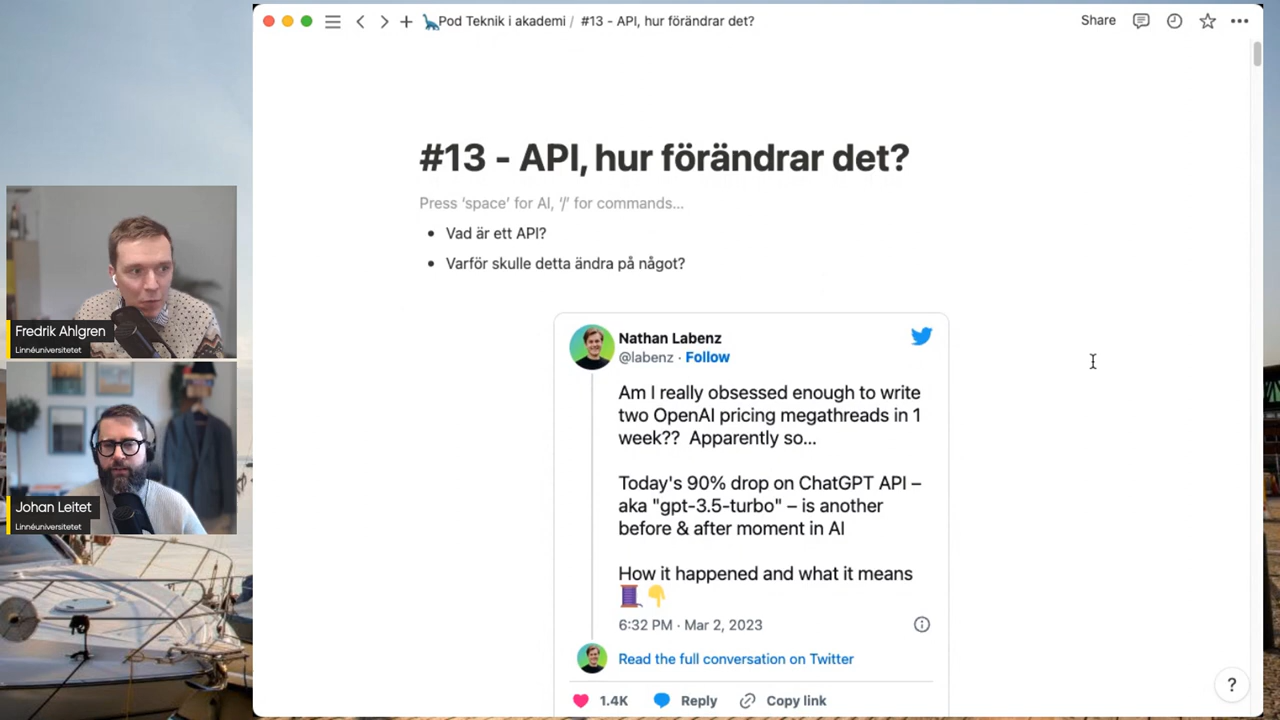 Pod Teknik i akademi / #13 - API, hur förändrar det?
Share
#13 - API, hur förändrar det?
Press ‘space’ for AI, ‘/’ for commands...
• Vad är ett API?
• Varför skulle detta ändra på något?
Nathan Labenz
@labenz · Follow
Am I really obsessed enough to write
two OpenAI pricing megathreads in 1
week?? Apparently so...
Today's 90% drop on ChatGPT API –
aka "gpt-3.5-turbo" – is another
before & after moment in AI
How it happened and what it means
🧵👇
6:32 PM · Mar 2, 2023
Read the full conversation on Twitter
1.4K Reply Copy link
?
Fredrik Ahlgren
Linnéuniversitetet
Johan Leitet
Linnéuniversitetet